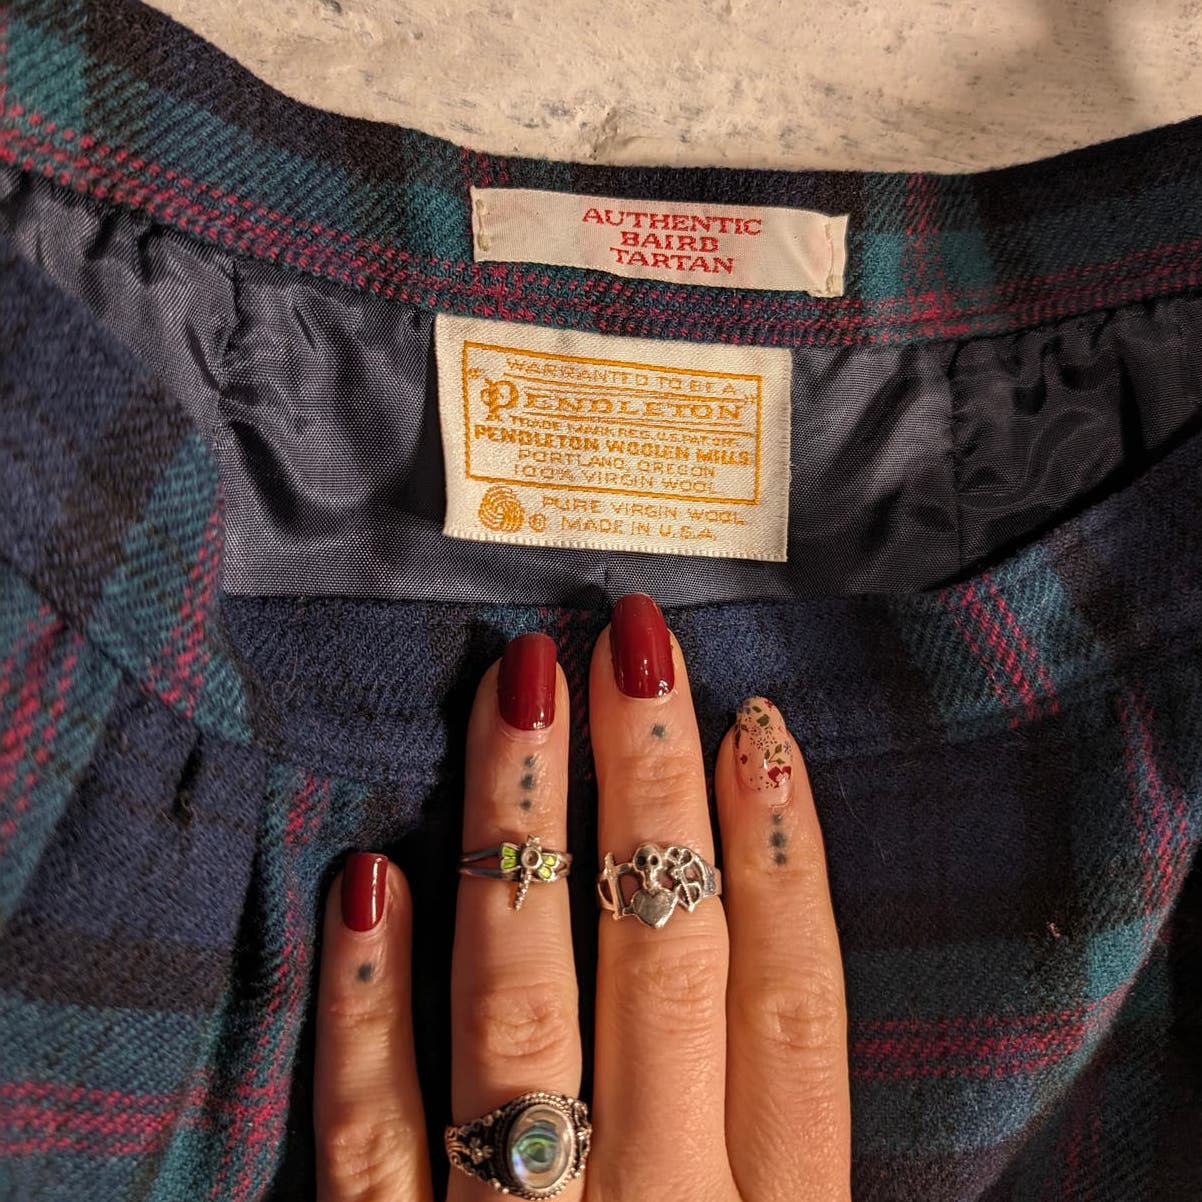 AUTHENTIC
BAIRD
TARTAN
WARRANTED TO BE A
"PENDLETON"
TRADE MARK REG. U.S. PAT. OFF.
PENDLETON WOOLEN MILLS
PORTLAND, OREGON
100% VIRGIN WOOL
® PURE VIRGIN WOOL
MADE IN U.S.A.